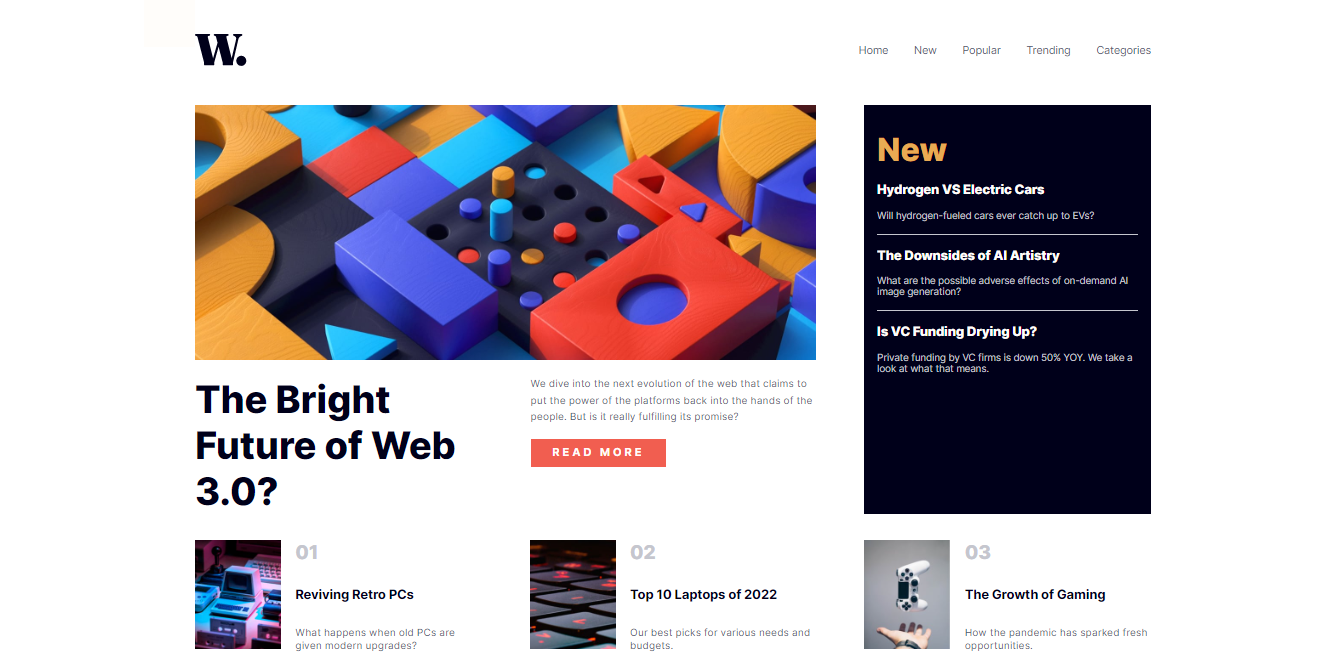 W.
Home New Popular Trending Categories
The Bright
Future of Web
3.0?
We dive into the next evolution of the web that claims to
put the power of the platforms back into the hands of the
people. But is it really fulfilling its promise?
READ MORE
New
Hydrogen VS Electric Cars
Will hydrogen-fueled cars ever catch up to EVs?
The Downsides of AI Artistry
What are the possible adverse effects of on-demand AI
image generation?
Is VC Funding Drying Up?
Private funding by VC firms is down 50% YOY. We take a
look at what that means.
01
Reviving Retro PCs
What happens when old PCs are
given modern upgrades?
02
Top 10 Laptops of 2022
Our best picks for various needs and
budgets.
03
The Growth of Gaming
How the pandemic has sparked fresh
opportunities.